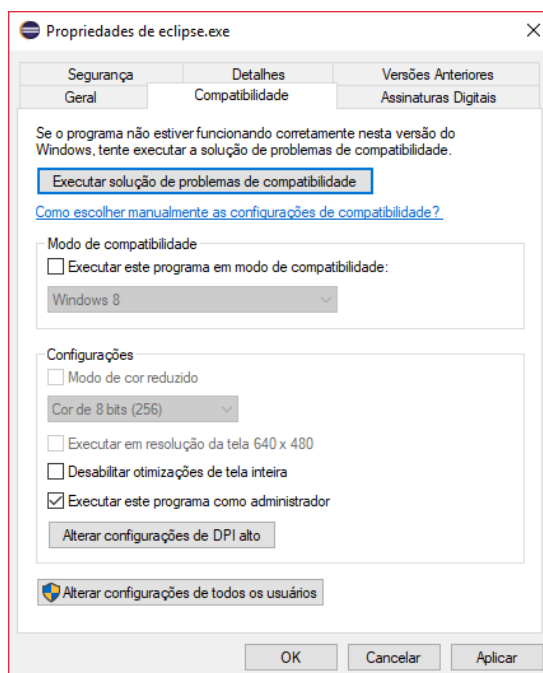 Propriedades de eclipse.exe
Segurança
Detalhes
Versões Anteriores
Geral
Compatibilidade
Assinaturas Digitais
Se o programa não estiver funcionando corretamente nesta versão do
Windows, tente executar a solução de problemas de compatibilidade.
Executar solução de problemas de compatibilidade
Como escolher manualmente as configurações de compatibilidade?
Modo de compatibilidade
Executar este programa em modo de compatibilidade:
Windows 8
Configurações
Modo de cor reduzido
Cor de 8 bits (256)
Executar em resolução da tela 640 x 480
Desabilitar otimizações de tela inteira
Executar este programa como administrador
Alterar configurações de DPI alto
Alterar configurações de todos os usuários
OK
Cancelar
Aplicar